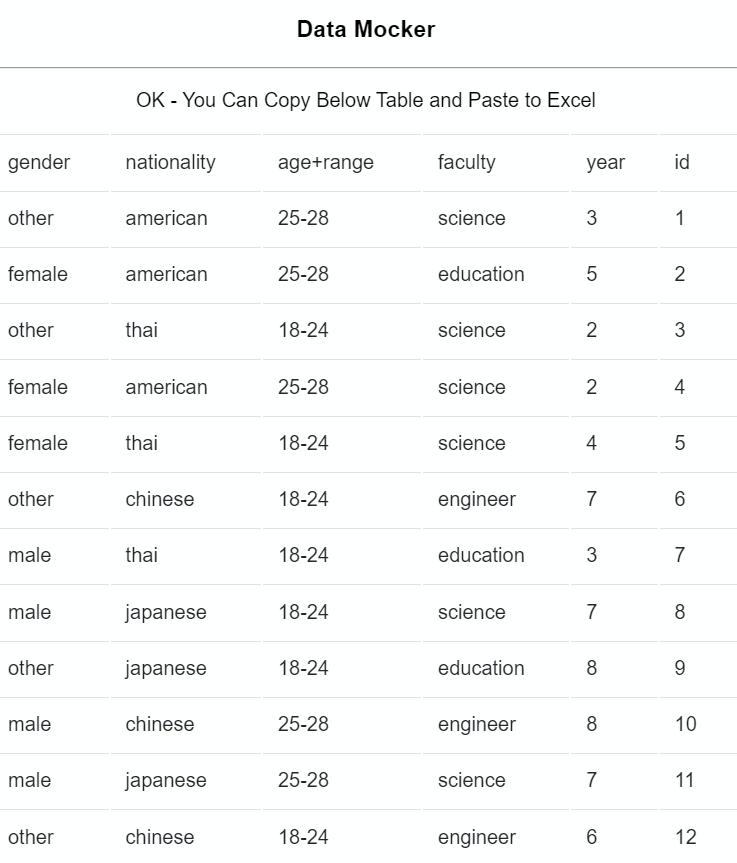 Data Mocker
OK - You Can Copy Below Table and Paste to Excel
gender nationality age+range faculty year id
other american 25-28 science 3 1
female american 25-28 education 5 2
other thai 18-24 science 2 3
female american 25-28 science 2 4
female thai 18-24 science 4 5
other chinese 18-24 engineer 7 6
male thai 18-24 education 3 7
male japanese 18-24 science 7 8
other japanese 18-24 education 8 9
male chinese 25-28 engineer 8 10
male japanese 25-28 science 7 11
other chinese 18-24 engineer 6 12